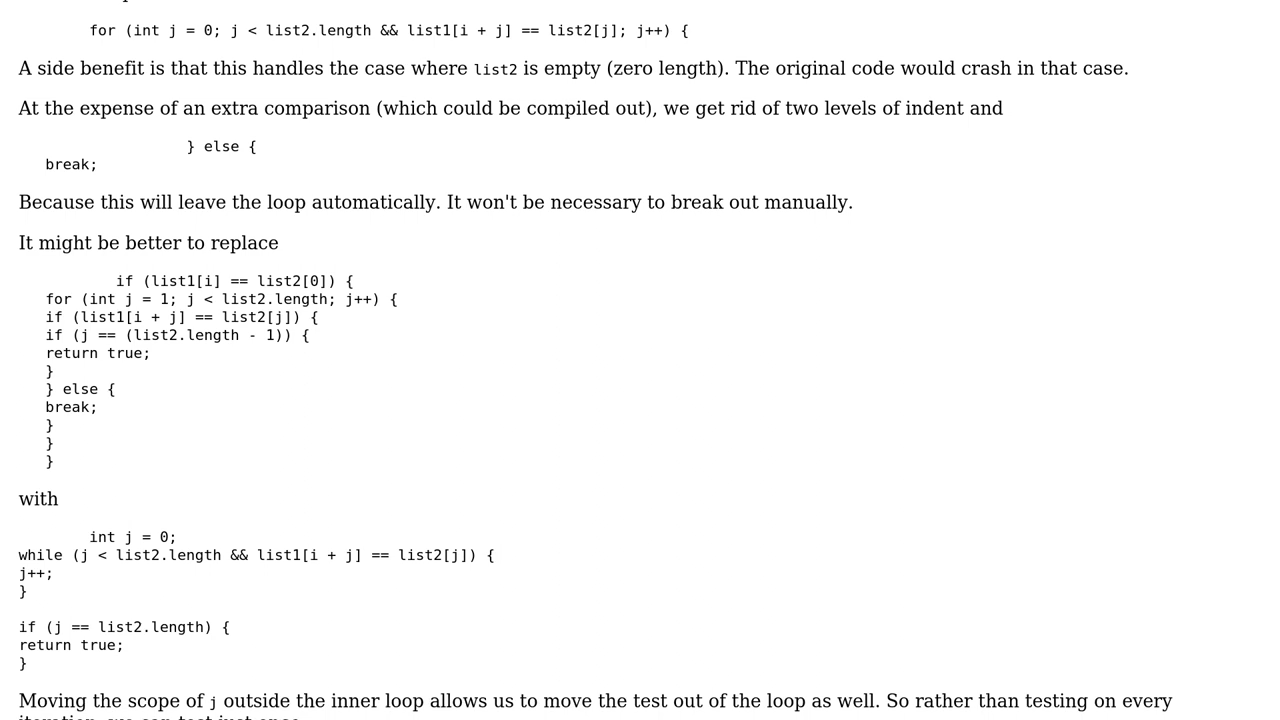 for (int j = 0; j < list2.length && list1[i + j] == list2[j]; j++) {
A side benefit is that this handles the case where list2 is empty (zero length). The original code would crash in that case.
At the expense of an extra comparison (which could be compiled out), we get rid of two levels of indent and
} else {
break;
Because this will leave the loop automatically. It won't be necessary to break out manually.
It might be better to replace
if (list1[i] == list2[0]) {
for (int j = 1; j < list2.length; j++) {
if (list1[i + j] == list2[j]) {
if (j == (list2.length - 1)) {
return true;
}
} else {
break;
}
}
}
with
int j = 0;
while (j < list2.length && list1[i + j] == list2[j]) {
j++;
}
if (j == list2.length) {
return true;
}
Moving the scope of j outside the inner loop allows us to move the test out of the loop as well. So rather than testing on every